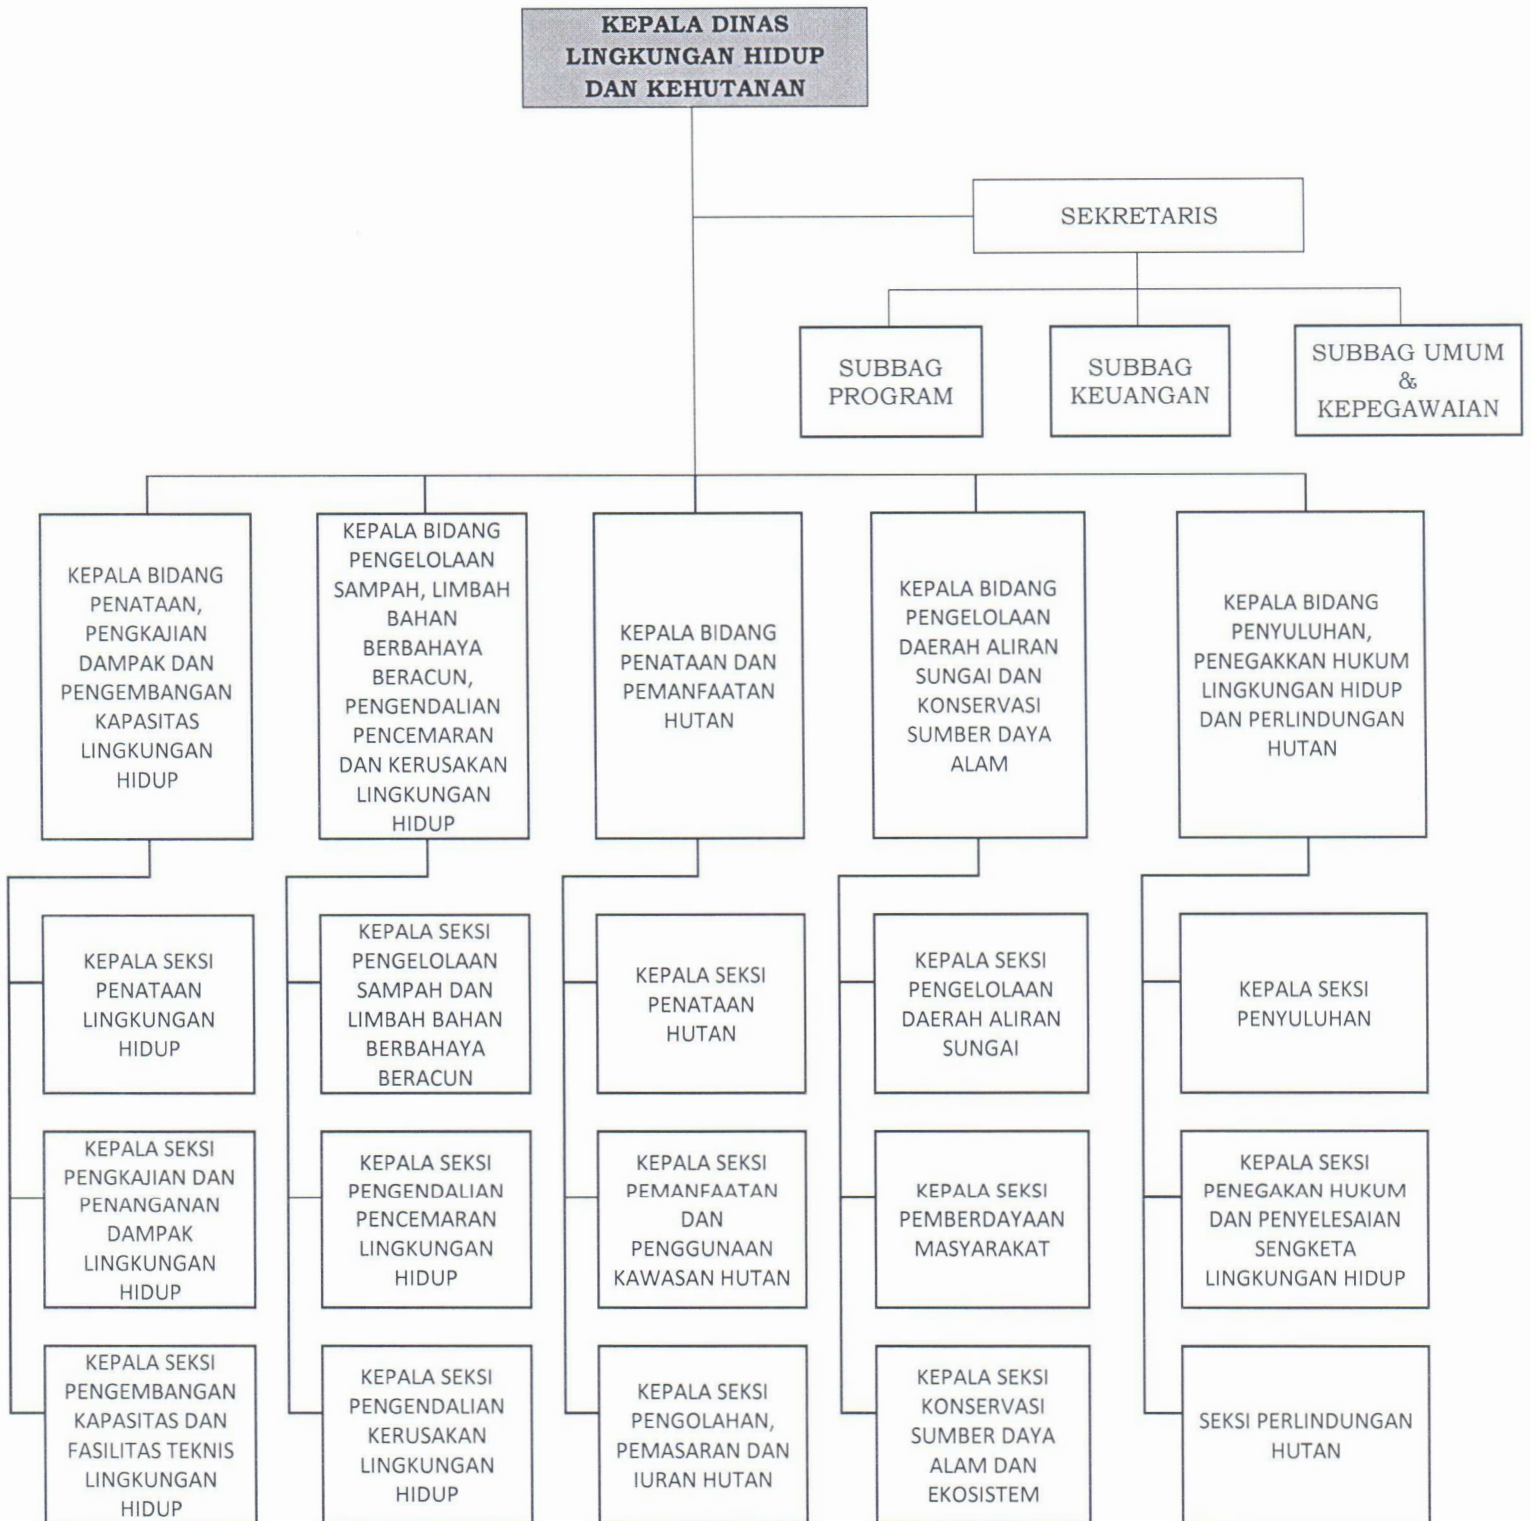 KEPALA DINAS
LINGKUNGAN HIDUP
DAN KEHUTANAN
SEKRETARIS
SUBBAG
PROGRAM
SUBBAG
KEUANGAN
SUBBAG UMUM
&
KEPEGAWAIAN
KEPALA BIDANG
PENATAAN,
PENGKAJIAN
DAMPAK DAN
PENGEMBANGAN
KAPASITAS
LINGKUNGAN
HIDUP
KEPALA BIDANG
PENGELOLAAN
SAMPAH, LIMBAH
BAHAN
BERBAHAYA
BERACUN,
PENGENDALIAN
PENCEMARAN
DAN KERUSAKAN
LINGKUNGAN
HIDUP
KEPALA BIDANG
PENATAAN DAN
PEMANFAATAN
HUTAN
KEPALA BIDANG
PENGELOLAAN
DAERAH ALIRAN
SUNGAI DAN
KONSERVASI
SUMBER DAYA
ALAM
KEPALA BIDANG
PENYULUHAN,
PENEGAKKAN HUKUM
LINGKUNGAN HIDUP
DAN PERLINDUNGAN
HUTAN
KEPALA SEKSI
PENATAAN
LINGKUNGAN
HIDUP
KEPALA SEKSI
PENGELOLAAN
SAMPAH DAN
LIMBAH BAHAN
BERBAHAYA
BERACUN
KEPALA SEKSI
PENATAAN
HUTAN
KEPALA SEKSI
PENGELOLAAN
DAERAH ALIRAN
SUNGAI
KEPALA SEKSI
PENYULUHAN
KEPALA SEKSI
PENGKAJIAN DAN
PENANGANAN
DAMPAK
LINGKUNGAN
HIDUP
KEPALA SEKSI
PENGENDALIAN
PENCEMARAN
LINGKUNGAN
HIDUP
KEPALA SEKSI
PEMANFAATAN
DAN
PENGGUNAAN
KAWASAN HUTAN
KEPALA SEKSI
PEMBERDAYAAN
MASYARAKAT
KEPALA SEKSI
PENEGAKAN HUKUM
DAN PENYELESAIAN
SENGKETA
LINGKUNGAN HIDUP
KEPALA SEKSI
PENGEMBANGAN
KAPASITAS DAN
FASILITAS TEKNIS
LINGKUNGAN
HIDUP
KEPALA SEKSI
PENGENDALIAN
KERUSAKAN
LINGKUNGAN
HIDUP
KEPALA SEKSI
PENGOLAHAN,
PEMASARAN DAN
IURAN HUTAN
KEPALA SEKSI
KONSERVASI
SUMBER DAYA
ALAM DAN
EKOSISTEM
SEKSI PERLINDUNGAN
HUTAN